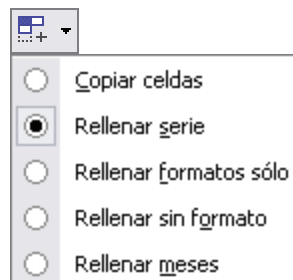 Copiar celdas
Rellenar serie
Rellenar formatos sólo
Rellenar sin formato
Rellenar meses